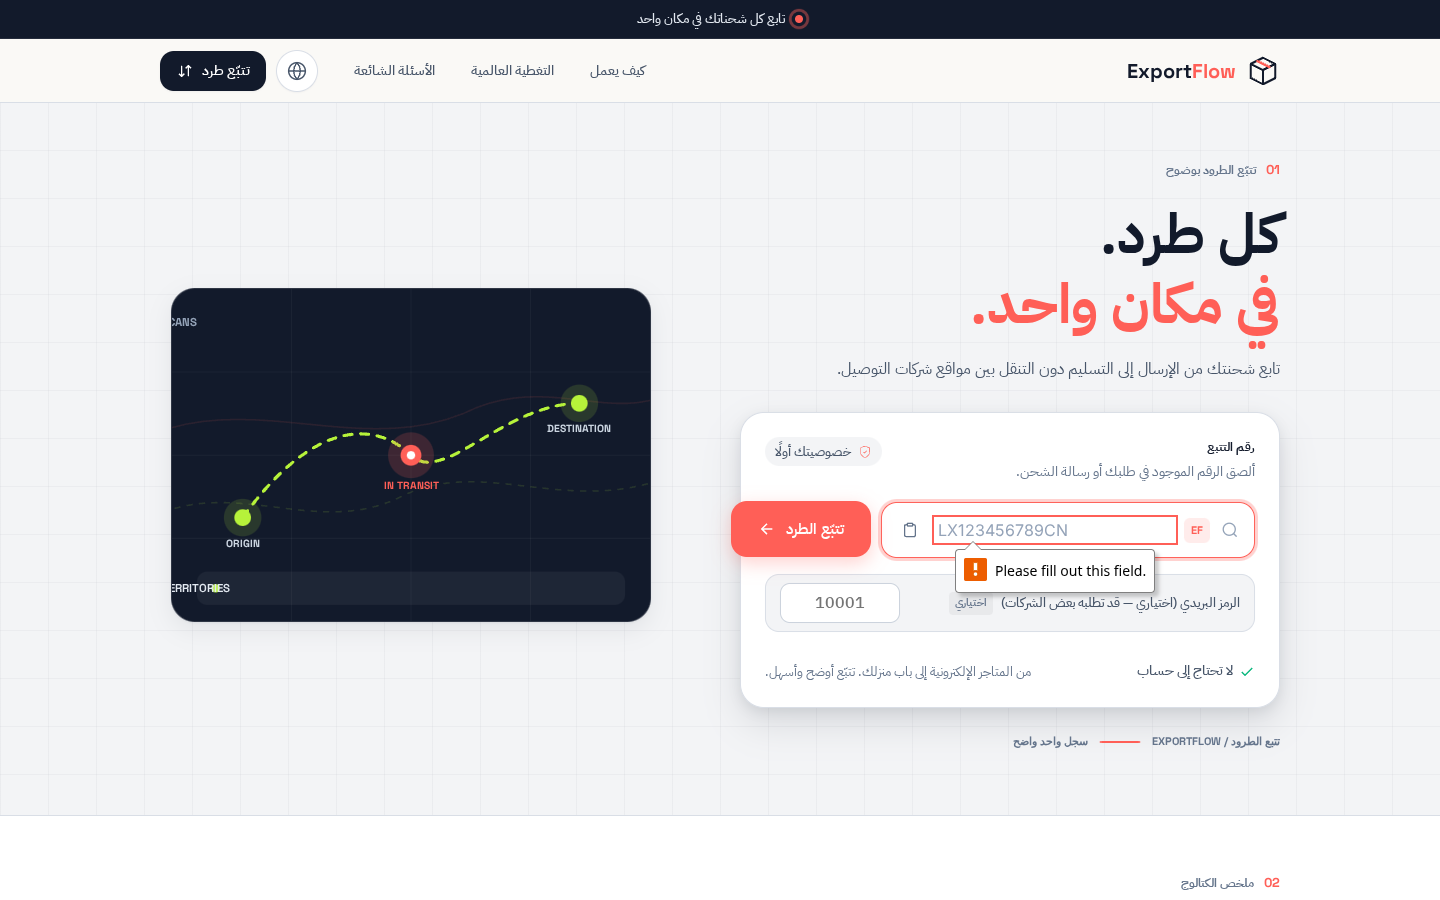 تابع كل شحناتك في مكان واحد
ExportFlow
كيف يعمل
التغطية العالمية
الأسئلة الشائعة
تتبّع طرد
01 تتبّع الطرود بوضوح
كل طرد.
في مكان واحد.
تابع شحنتك من الإرسال إلى التسليم دون التنقل بين مواقع شركات التوصيل.
رقم التتبع
ألصق الرقم الموجود في طلبك أو رسالة الشحن.
خصوصيتك أولًا
EF
LX123456789CN
تتبّع الطرد
Please fill out this field.
الرمز البريدي (اختياري — قد تطلبه بعض الشركات)
اختياري
10001
لا تحتاج إلى حساب
من المتاجر الإلكترونية إلى باب منزلك. تتبّع أوضح وأسهل.
تتبع الطرود / EXPORTFLOW
سجل واحد واضح
DESTINATION
IN TRANSIT
ORIGIN
02 ملخص الكتالوج